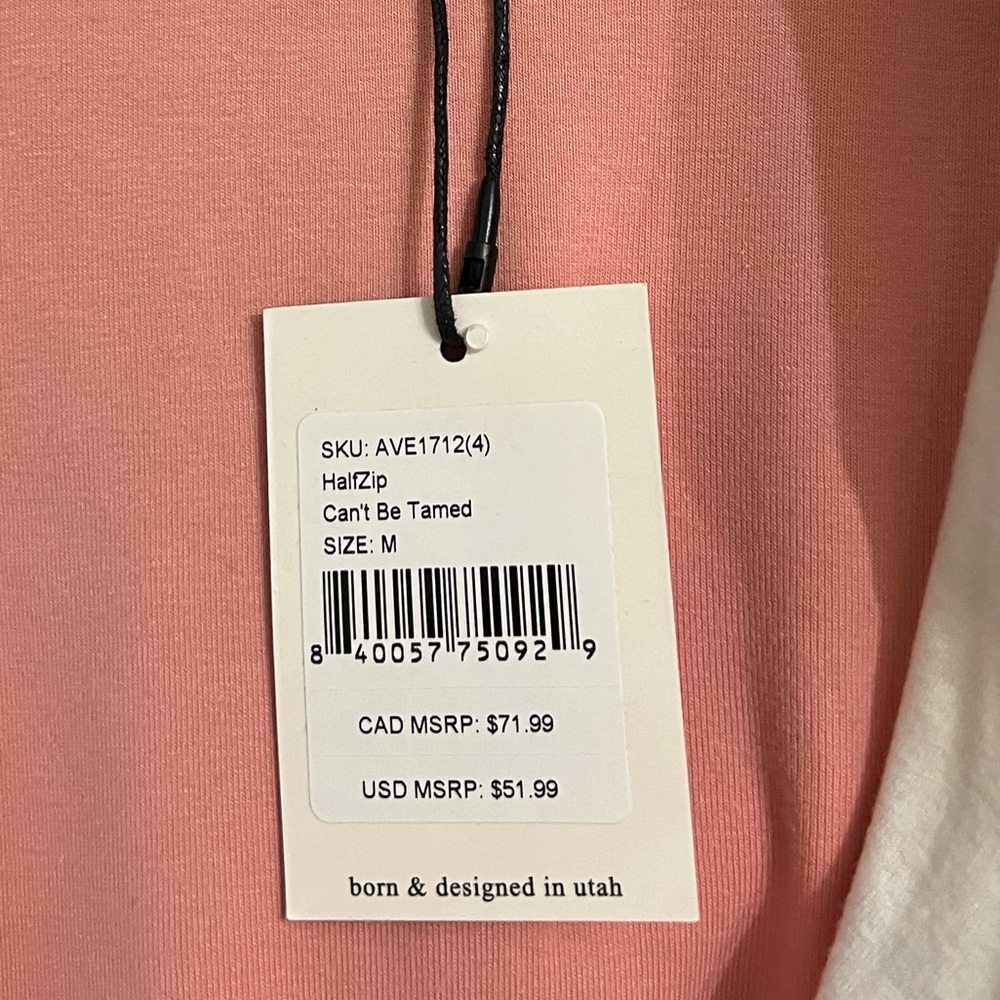 SKU: AVE1712(4)
HalfZip
Can't Be Tamed
SIZE: M
8 40057 75092 9
CAD MSRP: $71.99
USD MSRP: $51.99
born & designed in utah